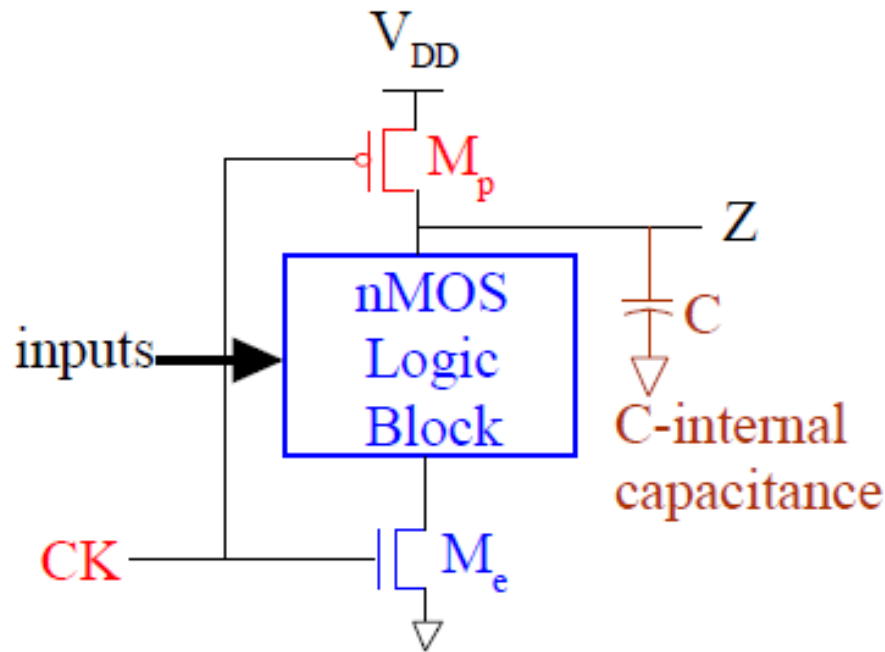 V_DD
M_p
Z
nMOS
Logic
Block
inputs
C
C-internal
capacitance
CK
M_e